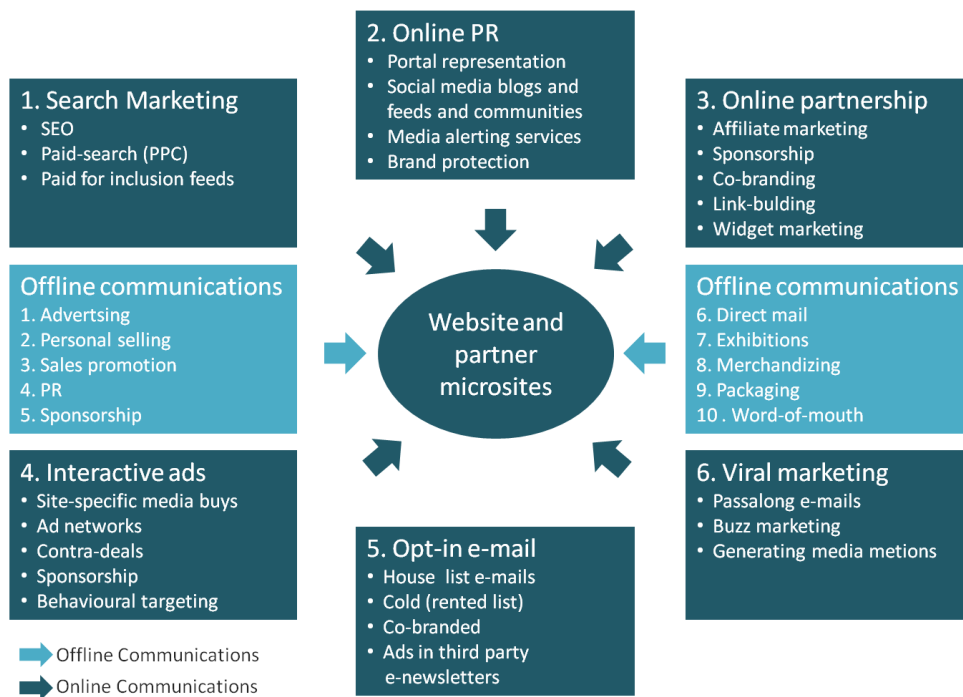 1. Search Marketing
• SEO
• Paid-search (PPC)
• Paid for inclusion feeds
2. Online PR
• Portal representation
• Social media blogs and
feeds and communities
• Media alerting services
• Brand protection
3. Online partnership
• Affiliate marketing
• Sponsorship
• Co-branding
• Link-bulding
• Widget marketing
Offline communications
1. Advertsing
2. Personal selling
3. Sales promotion
4. PR
5. Sponsorship
Website and
partner
microsites
Offline communications
6. Direct mail
7. Exhibitions
8. Merchandizing
9. Packaging
10 . Word-of-mouth
4. Interactive ads
• Site-specific media buys
• Ad networks
• Contra-deals
• Sponsorship
• Behavioural targeting
5. Opt-in e-mail
• House list e-mails
• Cold (rented list)
• Co-branded
• Ads in third party
e-newsletters
6. Viral marketing
• Passalong e-mails
• Buzz marketing
• Generating media metions
Offline Communications
Online Communications